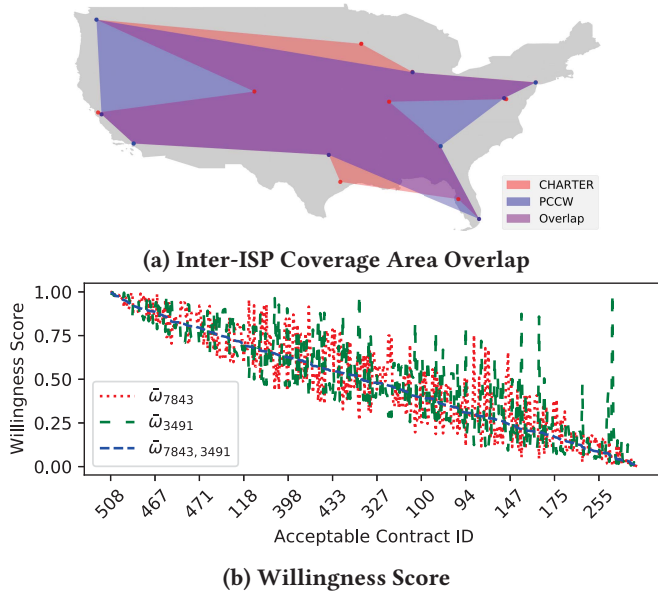 CHARTER
PCCW
Overlap
(a) Inter-ISP Coverage Area Overlap
Willingness Score
1.00
0.75
0.50
0.25
0.00
ω̄7843
ω̄3491
ω̄7843, 3491
508 467 471 118 398 433 327 100 94 147 175 255
Acceptable Contract ID
(b) Willingness Score